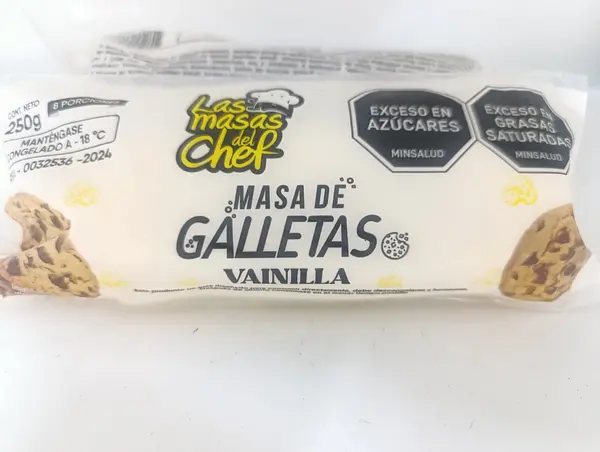 CONT. NETO
250g
8 PORCIONES
MANTÉNGASE
CONGELADO A -18 °C
- 0032536 -2024
Las
masas
del
Chef
EXCESO EN
AZÚCARES
MINSALUD
EXCESO EN
GRASAS
SATURADAS
MINSALUD
MASA DE
GALLETAS
VAINILLA